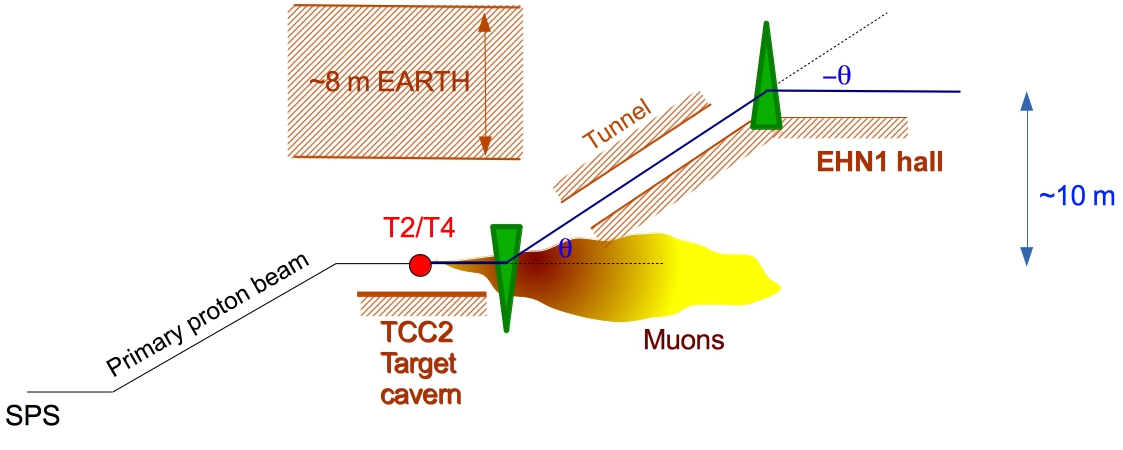 ~8 m EARTH
Tunnel
–θ
EHN1 hall
~10 m
T2/T4
θ
Primary proton beam
TCC2
Target
cavern
Muons
SPS